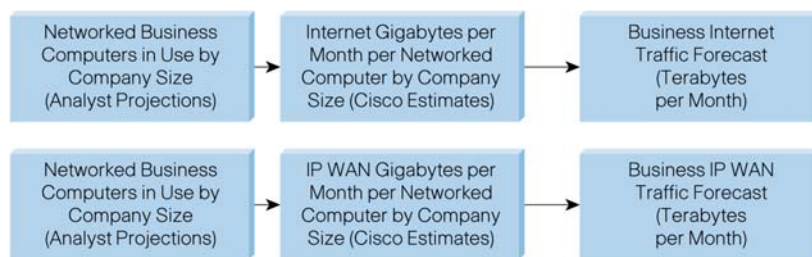 Networked Business
Computers in Use by
Company Size
(Analyst Projections)
Internet Gigabytes per
Month per Networked
Computer by Company
Size (Cisco Estimates)
Business Internet
Traffic Forecast
(Terabytes
per Month)
Networked Business
Computers in Use by
Company Size
(Analyst Projections)
IP WAN Gigabytes per
Month per Networked
Computer by Company
Size (Cisco Estimates)
Business IP WAN
Traffic Forecast
(Terabytes
per Month)